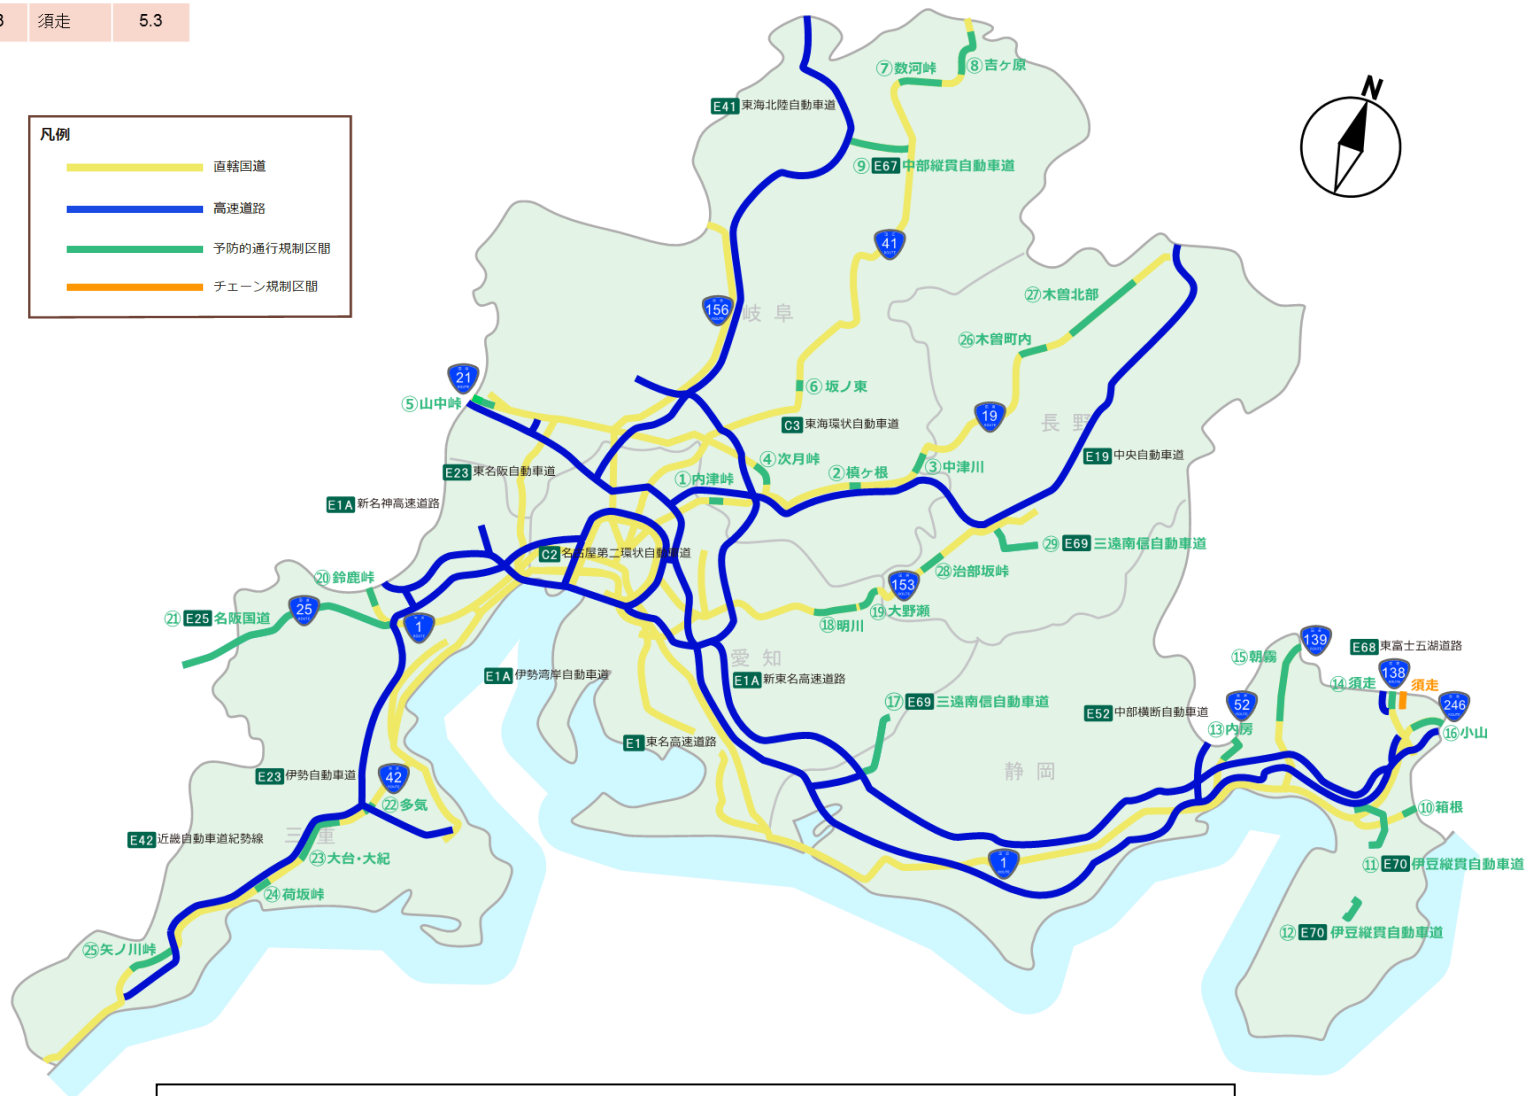 須走 5.3
凡例
直轄国道
高速道路
予防的通行規制区間
チェーン規制区間
N
⑦数河峠
⑧吉ヶ原
E41 東海北陸自動車道
⑨ E67 中部縦貫自動車道
41
㉗木曽北部
156
岐阜
㉖木曽町内
21
⑤山中峠
⑥坂ノ東
19
長野
C3 東海環状自動車道
E19 中央自動車道
E23 東名阪自動車道
④次月峠
③中津川
①内津峠
②槙ヶ根
E1A 新名神高速道路
C2 名古屋第二環状自動車道
㉙ E69 三遠南信自動車道
⑳鈴鹿峠
㉘治部坂峠
153
25
㉑ E25 名阪国道
⑲大野瀬
⑱明川
1
139
E68 東富士五湖道路
愛知
⑮朝霧
138
E1A 伊勢湾岸自動車道
E1A 新東名高速道路
⑭須走
須走
⑰ E69 三遠南信自動車道
52
246
E52 中部横断自動車道
⑬内房
⑯小山
E1 東名高速道路
静岡
E23 伊勢自動車道
42
㉒多気
⑩箱根
E42 近畿自動車道紀勢線
三重
㉓大台・大紀
1
⑪ E70 伊豆縦貫自動車道
㉔荷坂峠
⑫ E70 伊豆縦貫自動車道
㉕矢ノ川峠